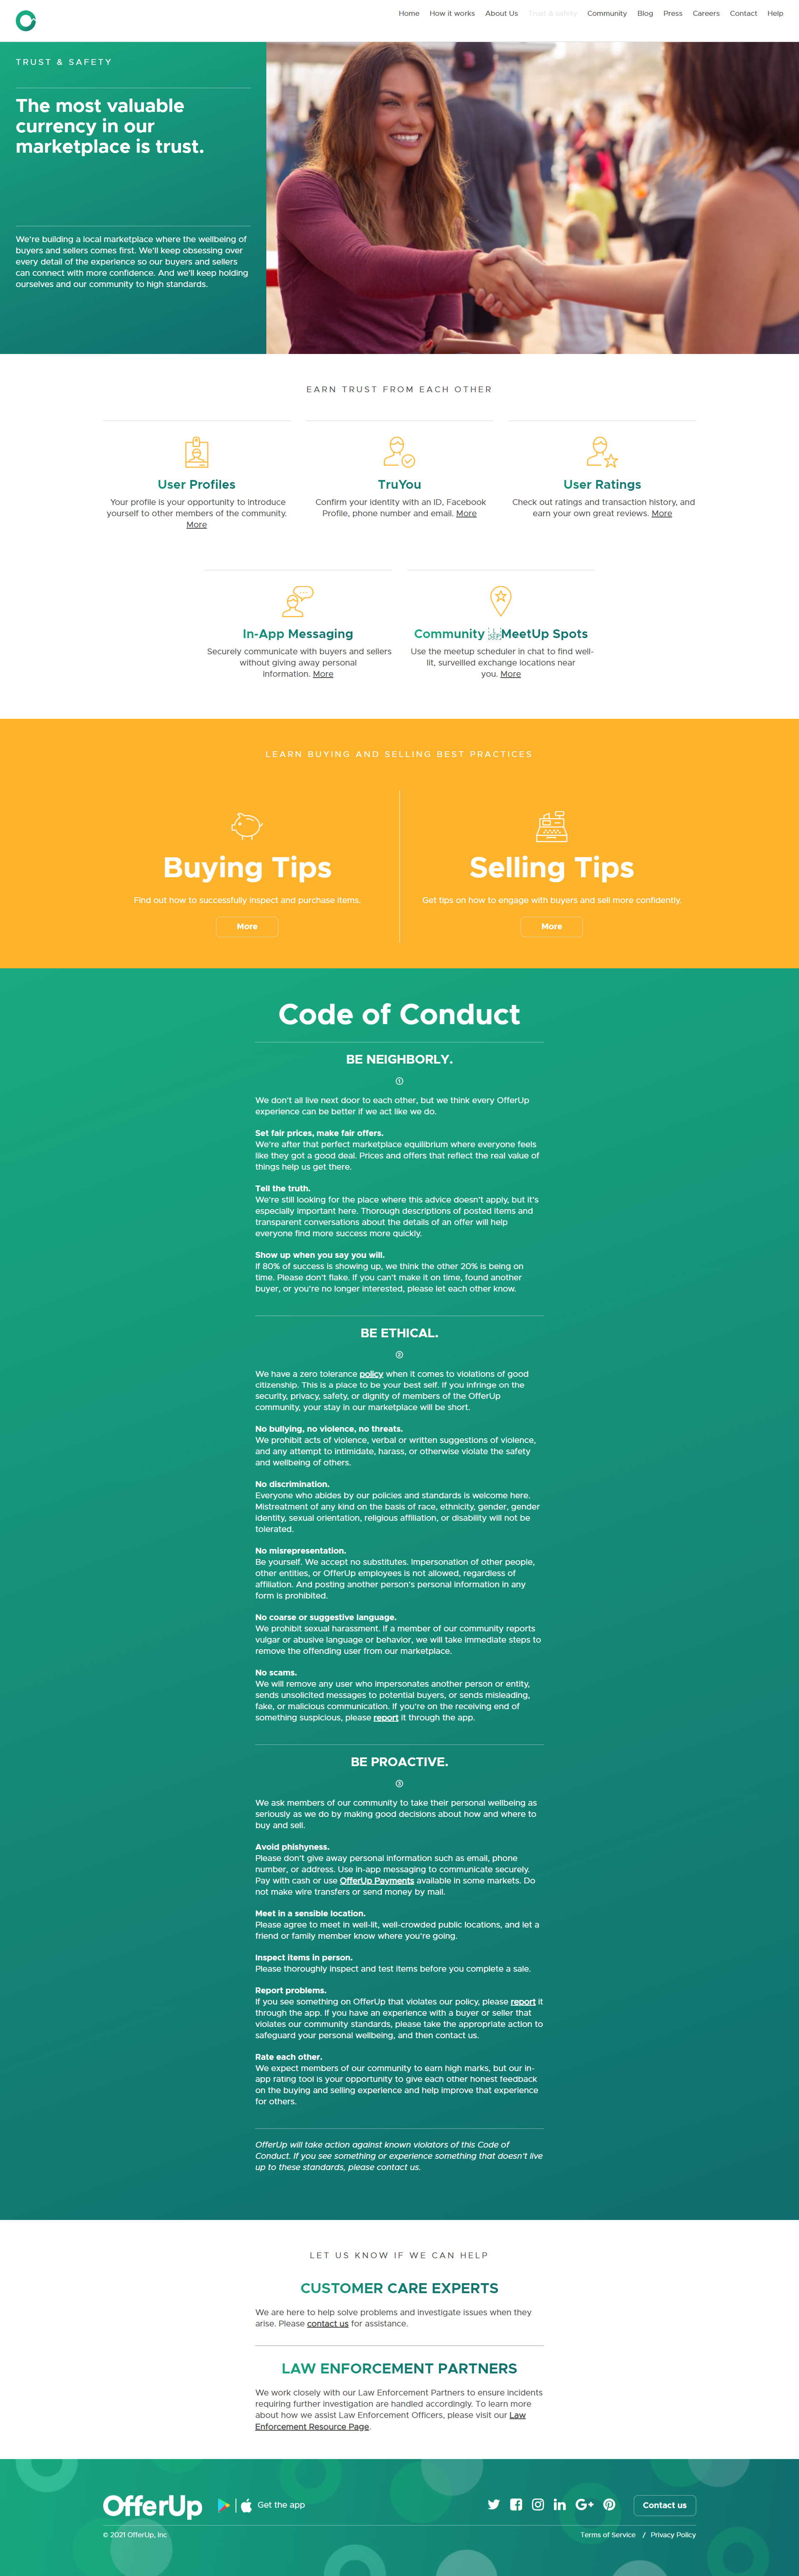 Home How it works About Us Trust & safety Community Blog Press Careers Contact Help
TRUST & SAFETY
The most valuable
currency in our
marketplace is trust.
We're building a local marketplace where the wellbeing of
buyers and sellers comes first. We'll keep obsessing over
every detail of the experience so our buyers and sellers
can connect with more confidence. And we'll keep holding
ourselves and our community to high standards.
EARN TRUST FROM EACH OTHER
User Profiles
Your profile is your opportunity to introduce
yourself to other members of the community.
More
TruYou
Confirm your identity with an ID, Facebook
Profile, phone number and email. More
User Ratings
Check out ratings and transaction history, and
earn your own great reviews. More
In-App Messaging
Securely communicate with buyers and sellers
without giving away personal
information. More
Community MeetUp Spots
Use the meetup scheduler in chat to find well-
lit, surveilled exchange locations near
you. More
LEARN BUYING AND SELLING BEST PRACTICES
Buying Tips
Find out how to successfully inspect and purchase items.
More
Selling Tips
Get tips on how to engage with buyers and sell more confidently.
More
Code of Conduct
BE NEIGHBORLY.
1
We don't all live next door to each other, but we think every OfferUp
experience can be better if we act like we do.
Set fair prices, make fair offers.
We're after that perfect marketplace equilibrium where everyone feels
like they got a good deal. Prices and offers that reflect the real value of
things help us get there.
Tell the truth.
We're still looking for the place where this advice doesn't apply, but it's
especially important here. Thorough descriptions of posted items and
transparent conversations about the details of an offer will help
everyone find more success more quickly.
Show up when you say you will.
If 80% of success is showing up, we think the other 20% is being on
time. Please don't flake. If you can't make it on time, found another
buyer, or you're no longer interested, please let each other know.
BE ETHICAL.
2
We have a zero tolerance policy when it comes to violations of good
citizenship. This is a place to be your best self. If you infringe on the
security, privacy, safety, or dignity of members of the OfferUp
community, your stay in our marketplace will be short.
No bullying, no violence, no threats.
We prohibit acts of violence, verbal or written suggestions of violence,
and any attempt to intimidate, harass, or otherwise violate the safety
and wellbeing of others.
No discrimination.
Everyone who abides by our policies and standards is welcome here.
Mistreatment of any kind on the basis of race, ethnicity, gender, gender
identity, sexual orientation, religious affiliation, or disability will not be
tolerated.
No misrepresentation.
Be yourself. We accept no substitutes. Impersonation of other people,
other entities, or OfferUp employees is not allowed, regardless of
affiliation. And posting another person's personal information in any
form is prohibited.
No coarse or suggestive language.
We prohibit sexual harassment. If a member of our community reports
vulgar or abusive language or behavior, we will take immediate steps to
remove the offending user from our marketplace.
No scams.
We will remove any user who impersonates another person or entity,
sends unsolicited messages to potential buyers, or sends misleading,
fake, or malicious communication. If you're on the receiving end of
something suspicious, please report it through the app.
BE PROACTIVE.
3
We ask members of our community to take their personal wellbeing as
seriously as we do by making good decisions about how and where to
buy and sell.
Avoid phishyness.
Please don't give away personal information such as email, phone
number, or address. Use in-app messaging to communicate securely.
Pay with cash or use OfferUp Payments available in some markets. Do
not make wire transfers or send money by mail.
Meet in a sensible location.
Please agree to meet in well-lit, well-crowded public locations, and let a
friend or family member know where you're going.
Inspect items in person.
Please thoroughly inspect and test items before you complete a sale.
Report problems.
If you see something on OfferUp that violates our policy, please report it
through the app. If you have an experience with a buyer or seller that
violates our community standards, please take the appropriate action to
safeguard your personal wellbeing, and then contact us.
Rate each other.
We expect members of our community to earn high marks, but our in-
app rating tool is your opportunity to give each other honest feedback
on the buying and selling experience and help improve that experience
for others.
OfferUp will take action against known violators of this Code of
Conduct. If you see something or experience something that doesn't live
up to these standards, please contact us.
LET US KNOW IF WE CAN HELP
CUSTOMER CARE EXPERTS
We are here to help solve problems and investigate issues when they
arise. Please contact us for assistance.
LAW ENFORCEMENT PARTNERS
We work closely with our Law Enforcement Partners to ensure incidents
requiring further investigation are handled accordingly. To learn more
about how we assist Law Enforcement Officers, please visit our Law
Enforcement Resource Page.
OfferUp Get the app Contact us
© 2021 OfferUp, Inc Terms of Service / Privacy Policy